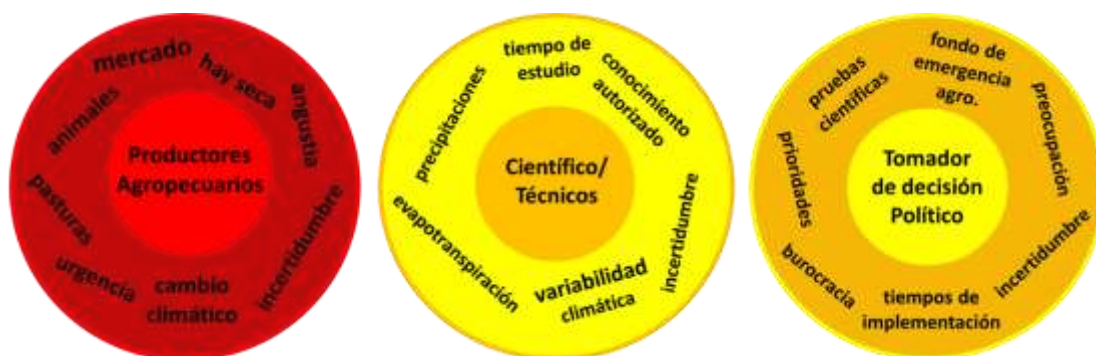 Productores
Agropecuarios
mercado
hay seca
angustia
incertidumbre
cambio
climático
urgencia
pasturas
animales
Científico/
Técnicos
tiempo de
estudio
conocimiento
autorizado
incertidumbre
variabilidad
climática
evapotranspiración
precipitaciones
Tomador
de decisión
Político
fondo de
emergencia
agro.
preocupación
incertidumbre
tiempos de
implementación
burocracia
prioridades
pruebas
científicas